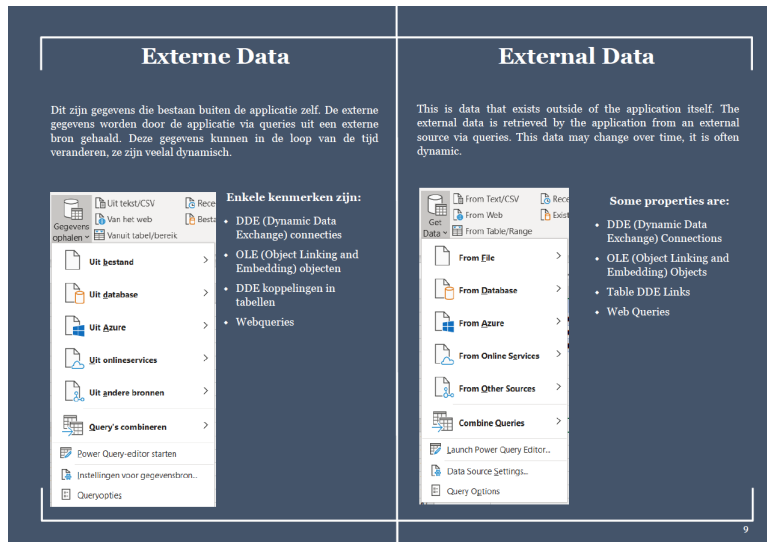 Externe Data
Dit zijn gegevens die bestaan buiten de applicatie zelf. De externe
gegevens worden door de applicatie via queries uit een externe
bron gehaald. Deze gegevens kunnen in de loop van de tijd
veranderen, ze zijn veelal dynamisch.
Gegevens
ophalen
Uit tekst/CSV
Rece
Van het web
Besta
Vanuit tabel/bereik
Uit bestand
Uit database
Uit Azure
Uit onlineservices
Uit andere bronnen
Query's combineren
Power Query-editor starten
Instellingen voor gegevensbron...
Queryopties
Enkele kenmerken zijn:
• DDE (Dynamic Data
Exchange) connecties
• OLE (Object Linking and
Embedding) objecten
• DDE koppelingen in
tabellen
• Webqueries
External Data
This is data that exists outside of the application itself. The
external data is retrieved by the application from an external
source via queries. This data may change over time, it is often
dynamic.
Get
Data
From Text/CSV
Rece
From Web
Exist
From Table/Range
From File
From Database
From Azure
From Online Services
From Other Sources
Combine Queries
Launch Power Query Editor...
Data Source Settings...
Query Options
Some properties are:
• DDE (Dynamic Data
Exchange) Connections
• OLE (Object Linking and
Embedding) Objects
• Table DDE Links
• Web Queries
9